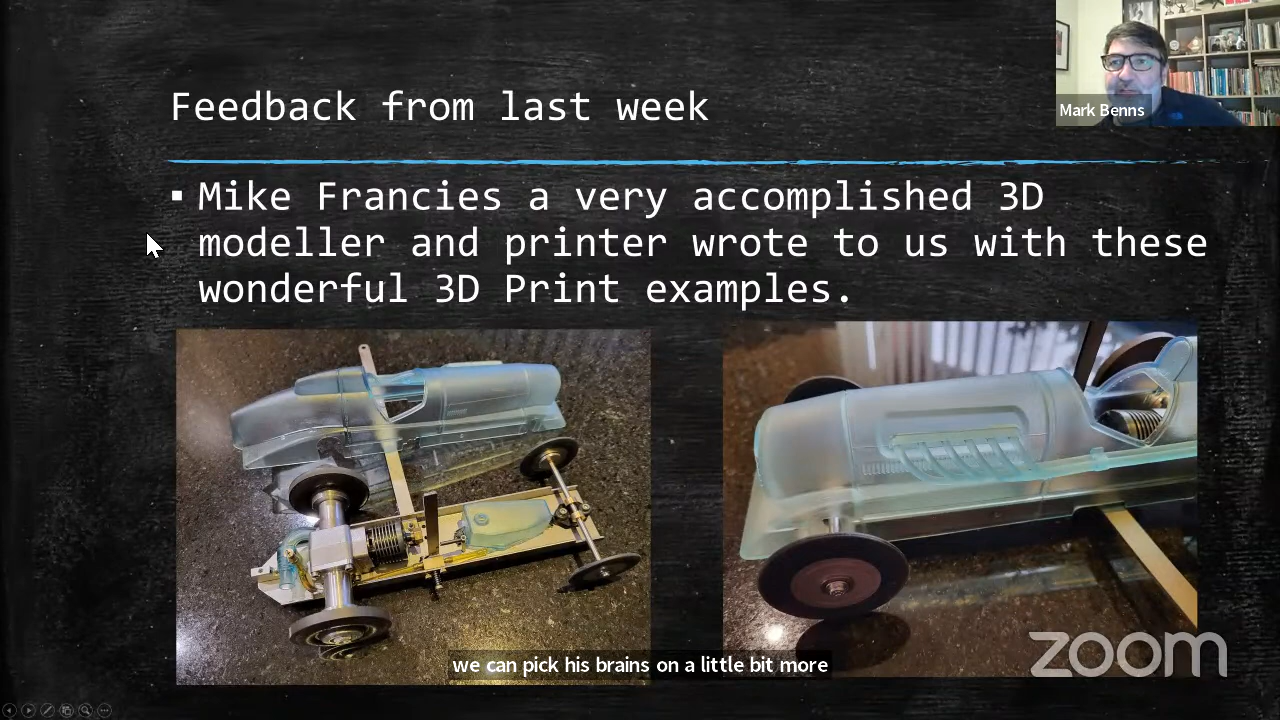 Feedback from last week
Mark Benns
▪ Mike Francies a very accomplished 3D
modeller and printer wrote to us with these
wonderful 3D Print examples.
we can pick his brains on a little bit more
zoom